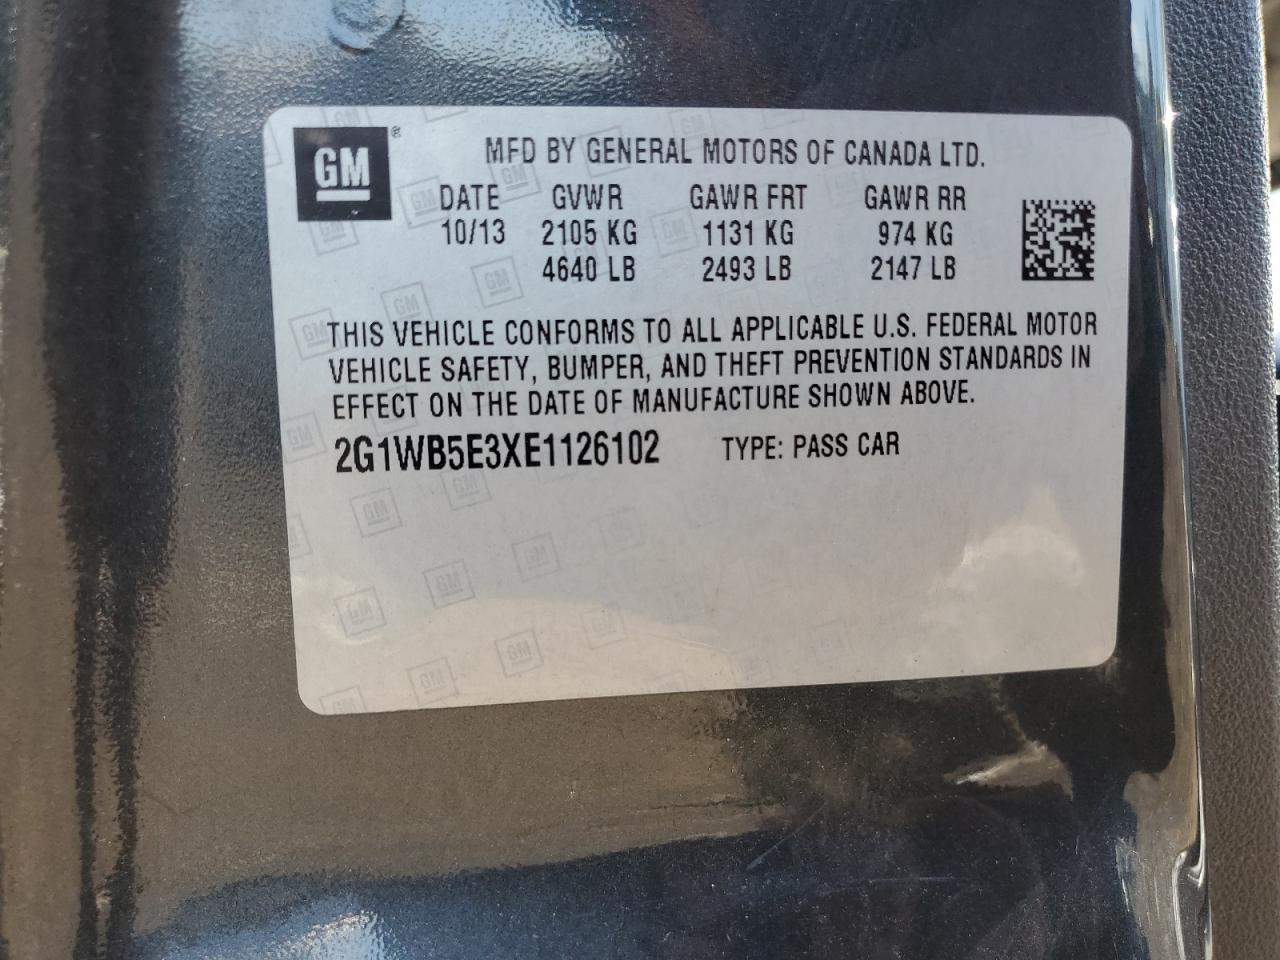 GM ®
MFD BY GENERAL MOTORS OF CANADA LTD.
DATE GVWR GAWR FRT GAWR RR
10/13 2105 KG 1131 KG 974 KG
4640 LB 2493 LB 2147 LB
THIS VEHICLE CONFORMS TO ALL APPLICABLE U.S. FEDERAL MOTOR
VEHICLE SAFETY, BUMPER, AND THEFT PREVENTION STANDARDS IN
EFFECT ON THE DATE OF MANUFACTURE SHOWN ABOVE.
2G1WB5E3XE1126102 TYPE: PASS CAR